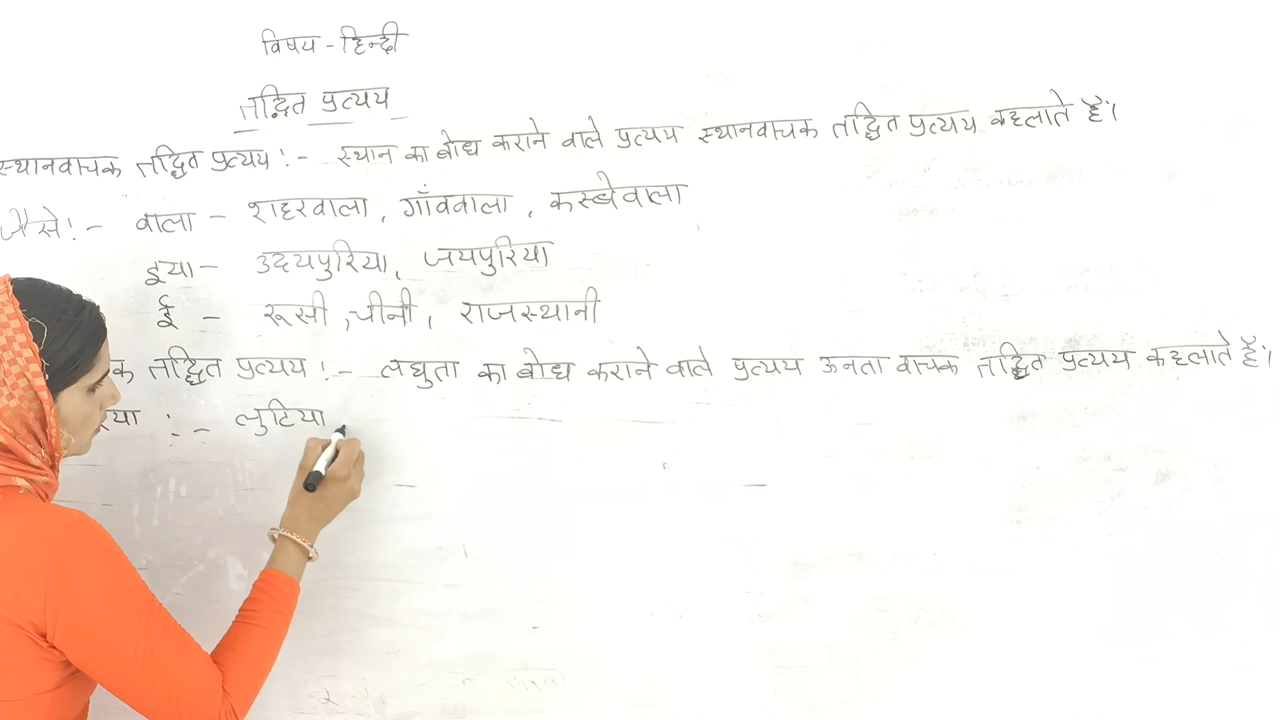 विषय - हिन्दी
तद्धित प्रत्यय
स्थानवाचक तद्धित प्रत्यय :- स्थान का बोध कराने वाले प्रत्यय स्थानवाचक तद्धित प्रत्यय कहलाते हैं।
जैसे :- वाला - शहरवाला, गाँववाला, कस्बेवाला
इया - उदयपुरिया, जयपुरिया
ई - रूसी, चीनी, राजस्थानी
क तद्धित प्रत्यय :- लघुता का बोध कराने वाले प्रत्यय ऊनता वाचक तद्धित प्रत्यय कहलाते हैं।
या :- लुटिया